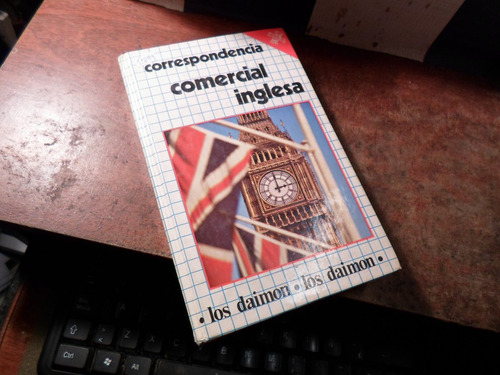 correspondencia
comercial
inglesa
• los daimon • los daimon •
Ctrl
Alt
Z
X
C